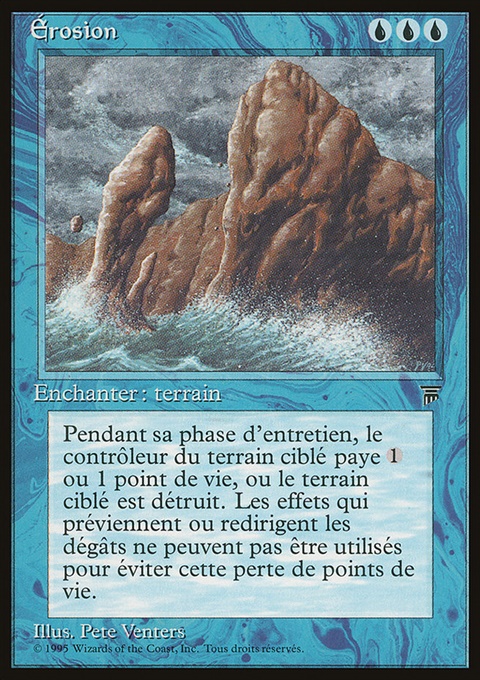 Érosion
Enchanter : terrain
Pendant sa phase d'entretien, le
contrôleur du terrain ciblé paye 1
ou 1 point de vie, ou le terrain
ciblé est détruit. Les effets qui
préviennent ou redirigent les
dégâts ne peuvent pas être utilisés
pour éviter cette perte de points de
vie.
Illus. Pete Venters
© 1995 Wizards of the Coast, Inc. Tous droits réservés.